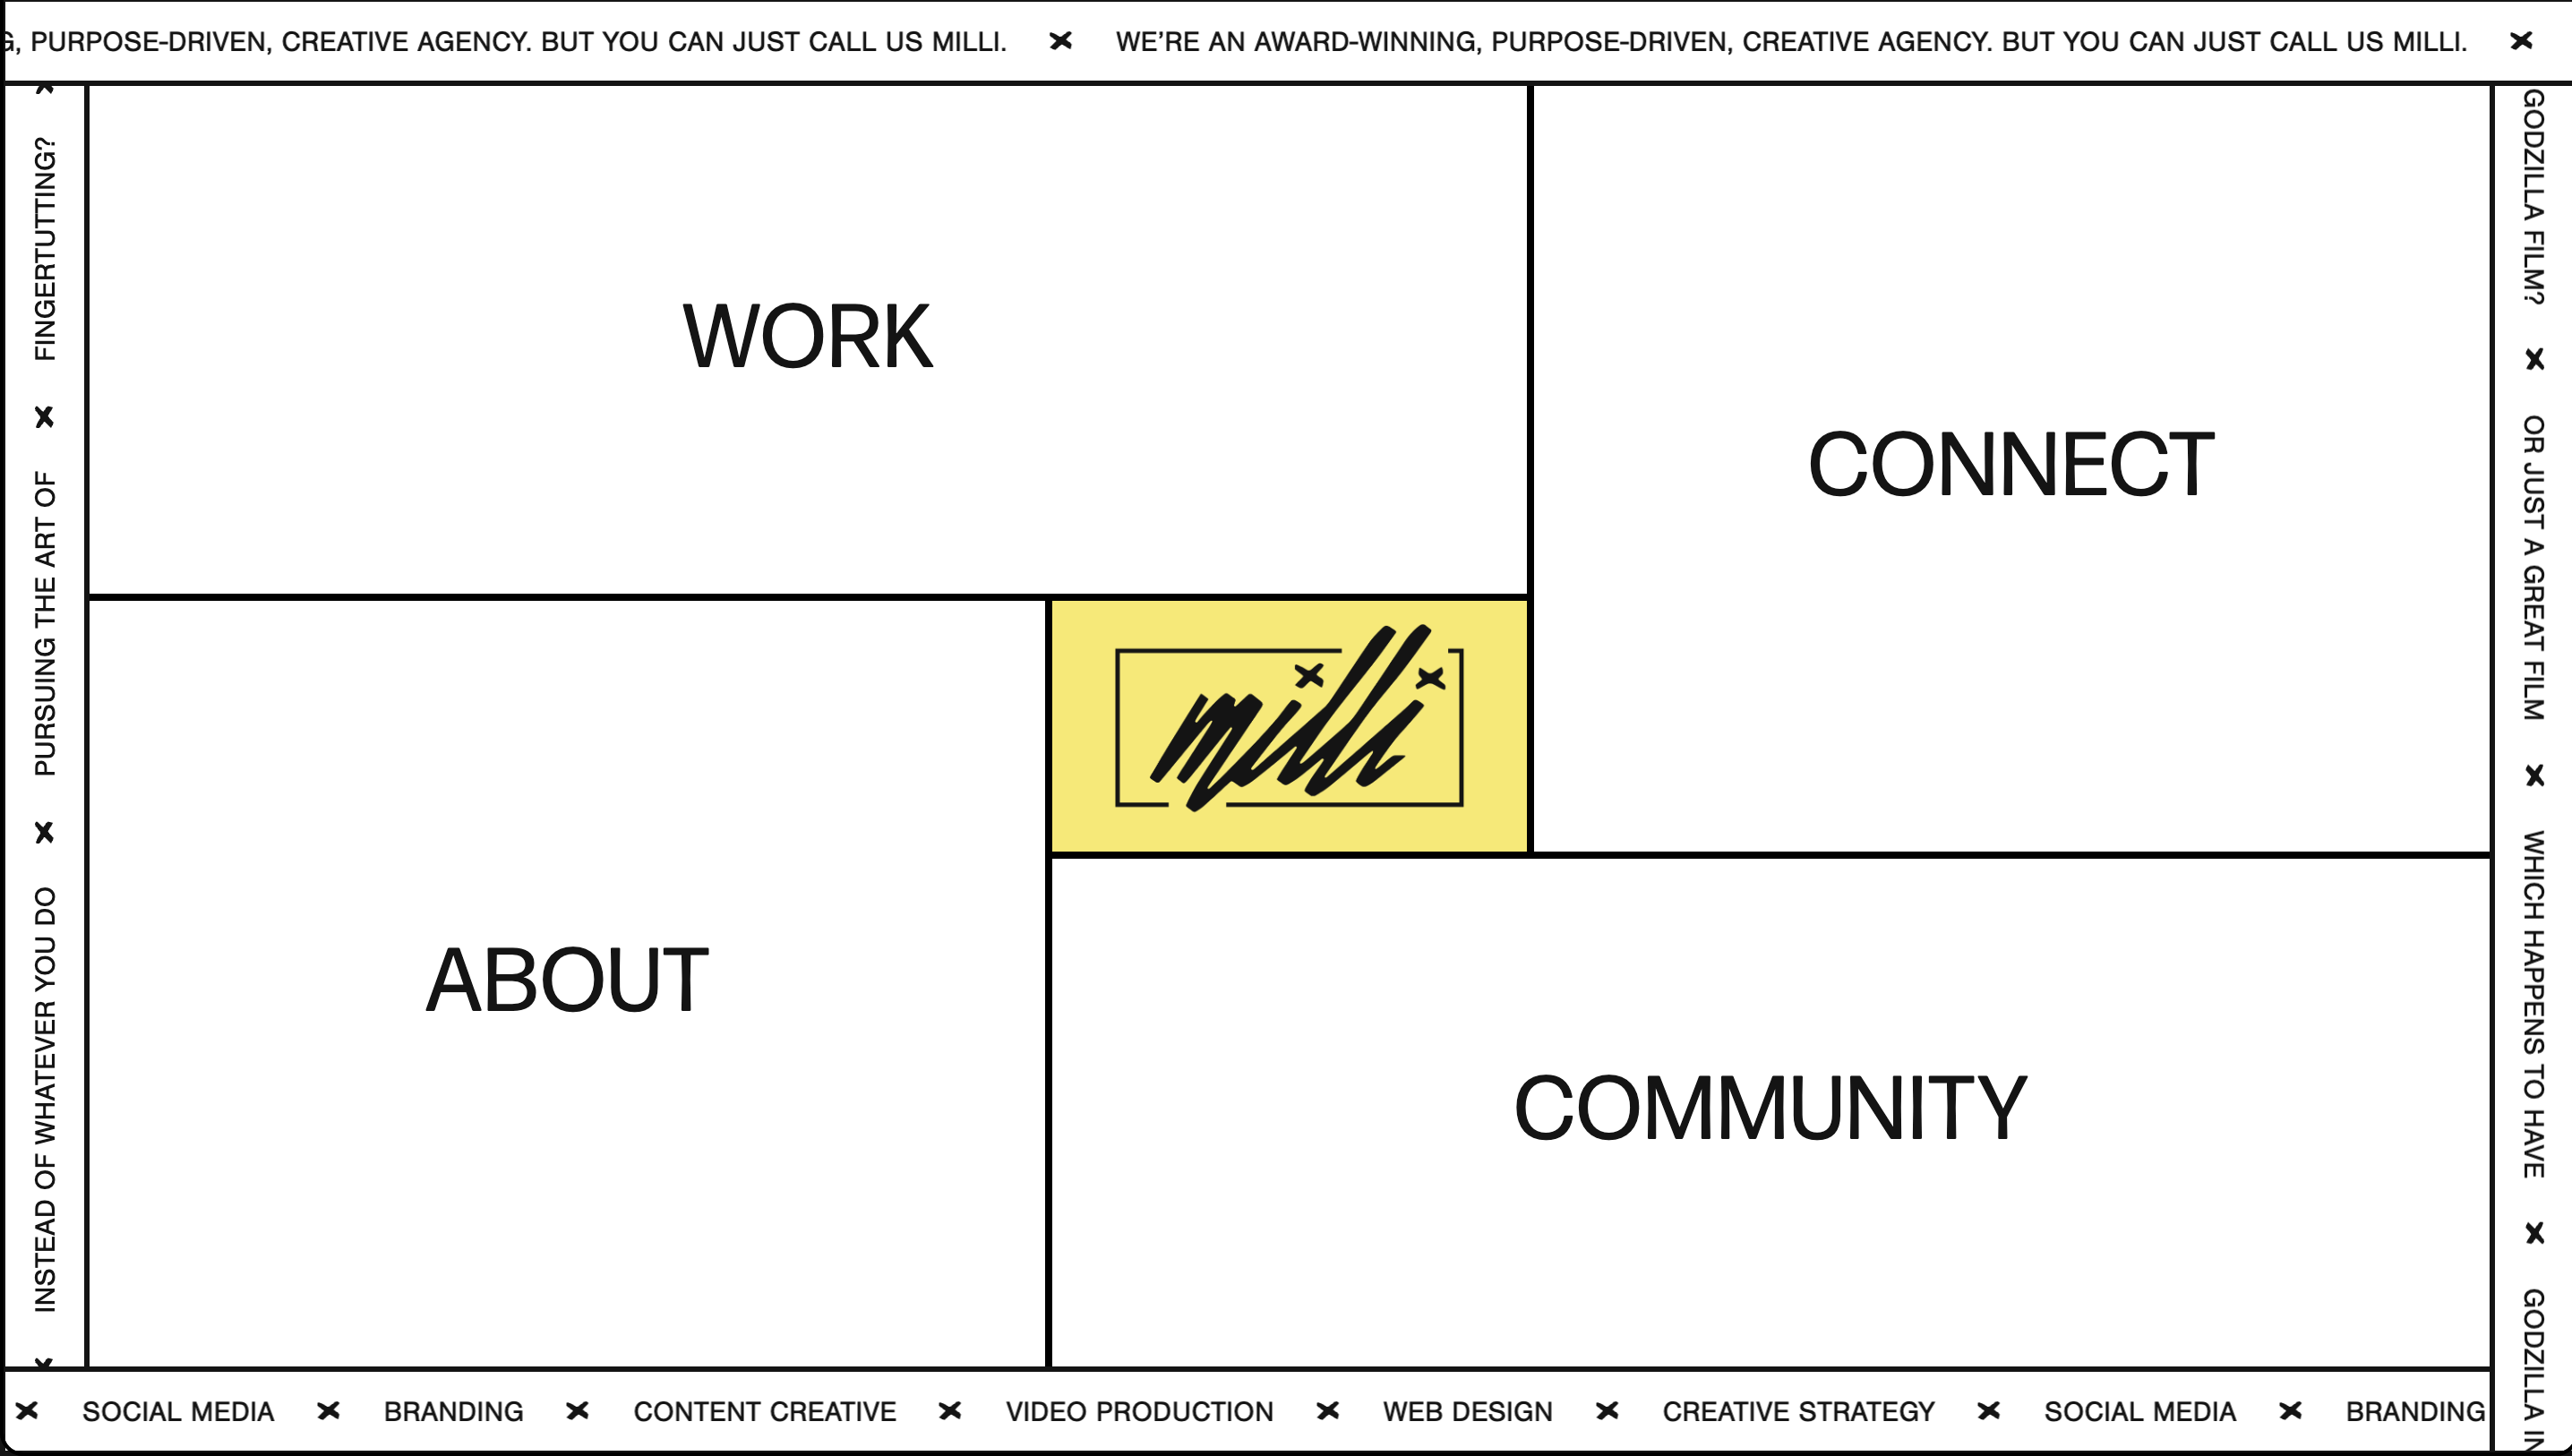 G, PURPOSE-DRIVEN, CREATIVE AGENCY. BUT YOU CAN JUST CALL US MILLI. WE’RE AN AWARD-WINNING, PURPOSE-DRIVEN, CREATIVE AGENCY. BUT YOU CAN JUST CALL US MILLI.
INSTEAD OF WHATEVER YOU DO PURSUING THE ART OF FINGERTUTTING?
WORK
CONNECT
milli
ABOUT
COMMUNITY
GODZILLA FILM? OR JUST A GREAT FILM WHICH HAPPENS TO HAVE GODZILLA IN
SOCIAL MEDIA BRANDING CONTENT CREATIVE VIDEO PRODUCTION WEB DESIGN CREATIVE STRATEGY SOCIAL MEDIA BRANDING